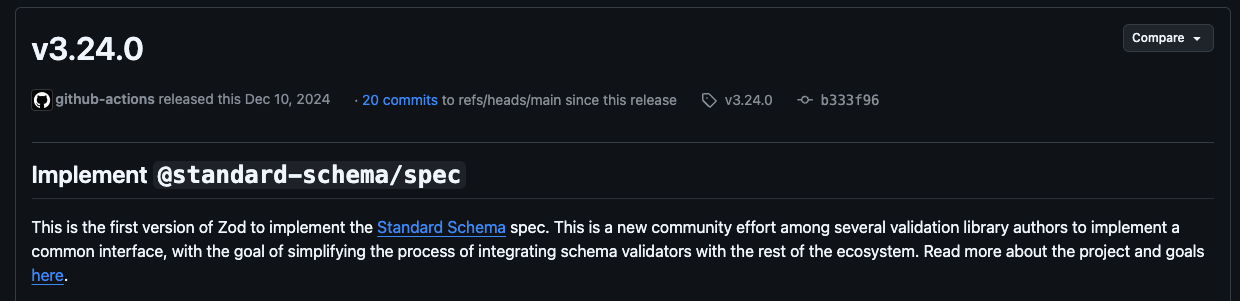 v3.24.0
Compare
github-actions released this Dec 10, 2024 · 20 commits to refs/heads/main since this release v3.24.0 b333f96
Implement @standard-schema/spec
This is the first version of Zod to implement the Standard Schema spec. This is a new community effort among several validation library authors to implement a
common interface, with the goal of simplifying the process of integrating schema validators with the rest of the ecosystem. Read more about the project and goals
here.